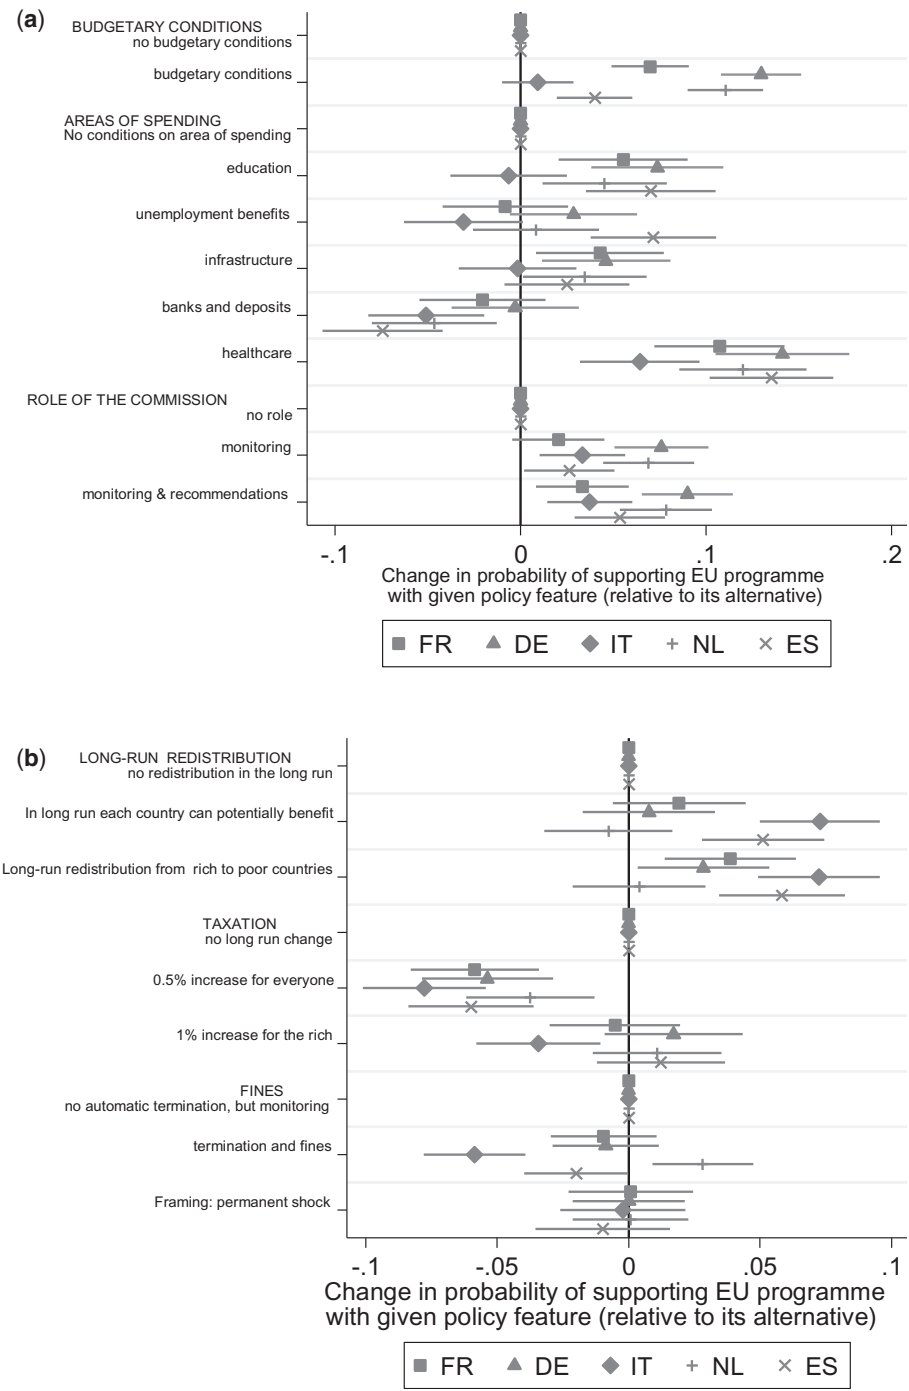 (a)
BUDGETARY CONDITIONS
no budgetary conditions
budgetary conditions
AREAS OF SPENDING
No conditions on area of spending
education
unemployment benefits
infrastructure
banks and deposits
healthcare
ROLE OF THE COMMISSION
no role
monitoring
monitoring & recommendations
-.1 0 .1 .2
Change in probability of supporting EU programme
with given policy feature (relative to its alternative)
FR DE IT NL ES
(b)
LONG-RUN REDISTRIBUTION
no redistribution in the long run
In long run each country can potentially benefit
Long-run redistribution from rich to poor countries
TAXATION
no long run change
0.5% increase for everyone
1% increase for the rich
FINES
no automatic termination, but monitoring
termination and fines
Framing: permanent shock
-.1 -.05 0 .05 .1
Change in probability of supporting EU programme
with given policy feature (relative to its alternative)
FR DE IT NL ES